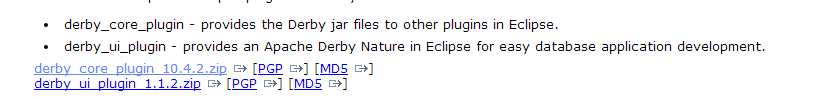 • derby_core_plugin - provides the Derby jar files to other plugins in Eclipse.
• derby_ui_plugin - provides an Apache Derby Nature in Eclipse for easy database application development.
derby_core_plugin_10.4.2.zip [PGP] [MD5]
derby_ui_plugin_1.1.2.zip [PGP] [MD5]